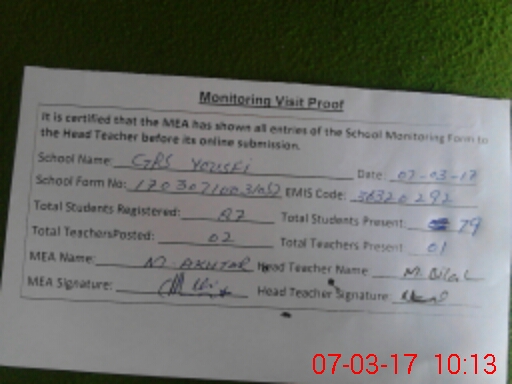 Monitoring Visit Proof
It is certified that the MEA has shown all entries of the School Monitoring Form to
the Head Teacher before its online submission.
School Name: GPS Yousfi Date: 07-03-17
School Form No: EMIS Code: 38320292
Total Students Registered: 87 Total Students Present: 79
Total TeachersPosted: 02 Total Teachers Present 01
MEA Name: M. AKHTAR Head Teacher Name M. Bilal
MEA Signature: Head Teacher Signature
07-03-17 10:13